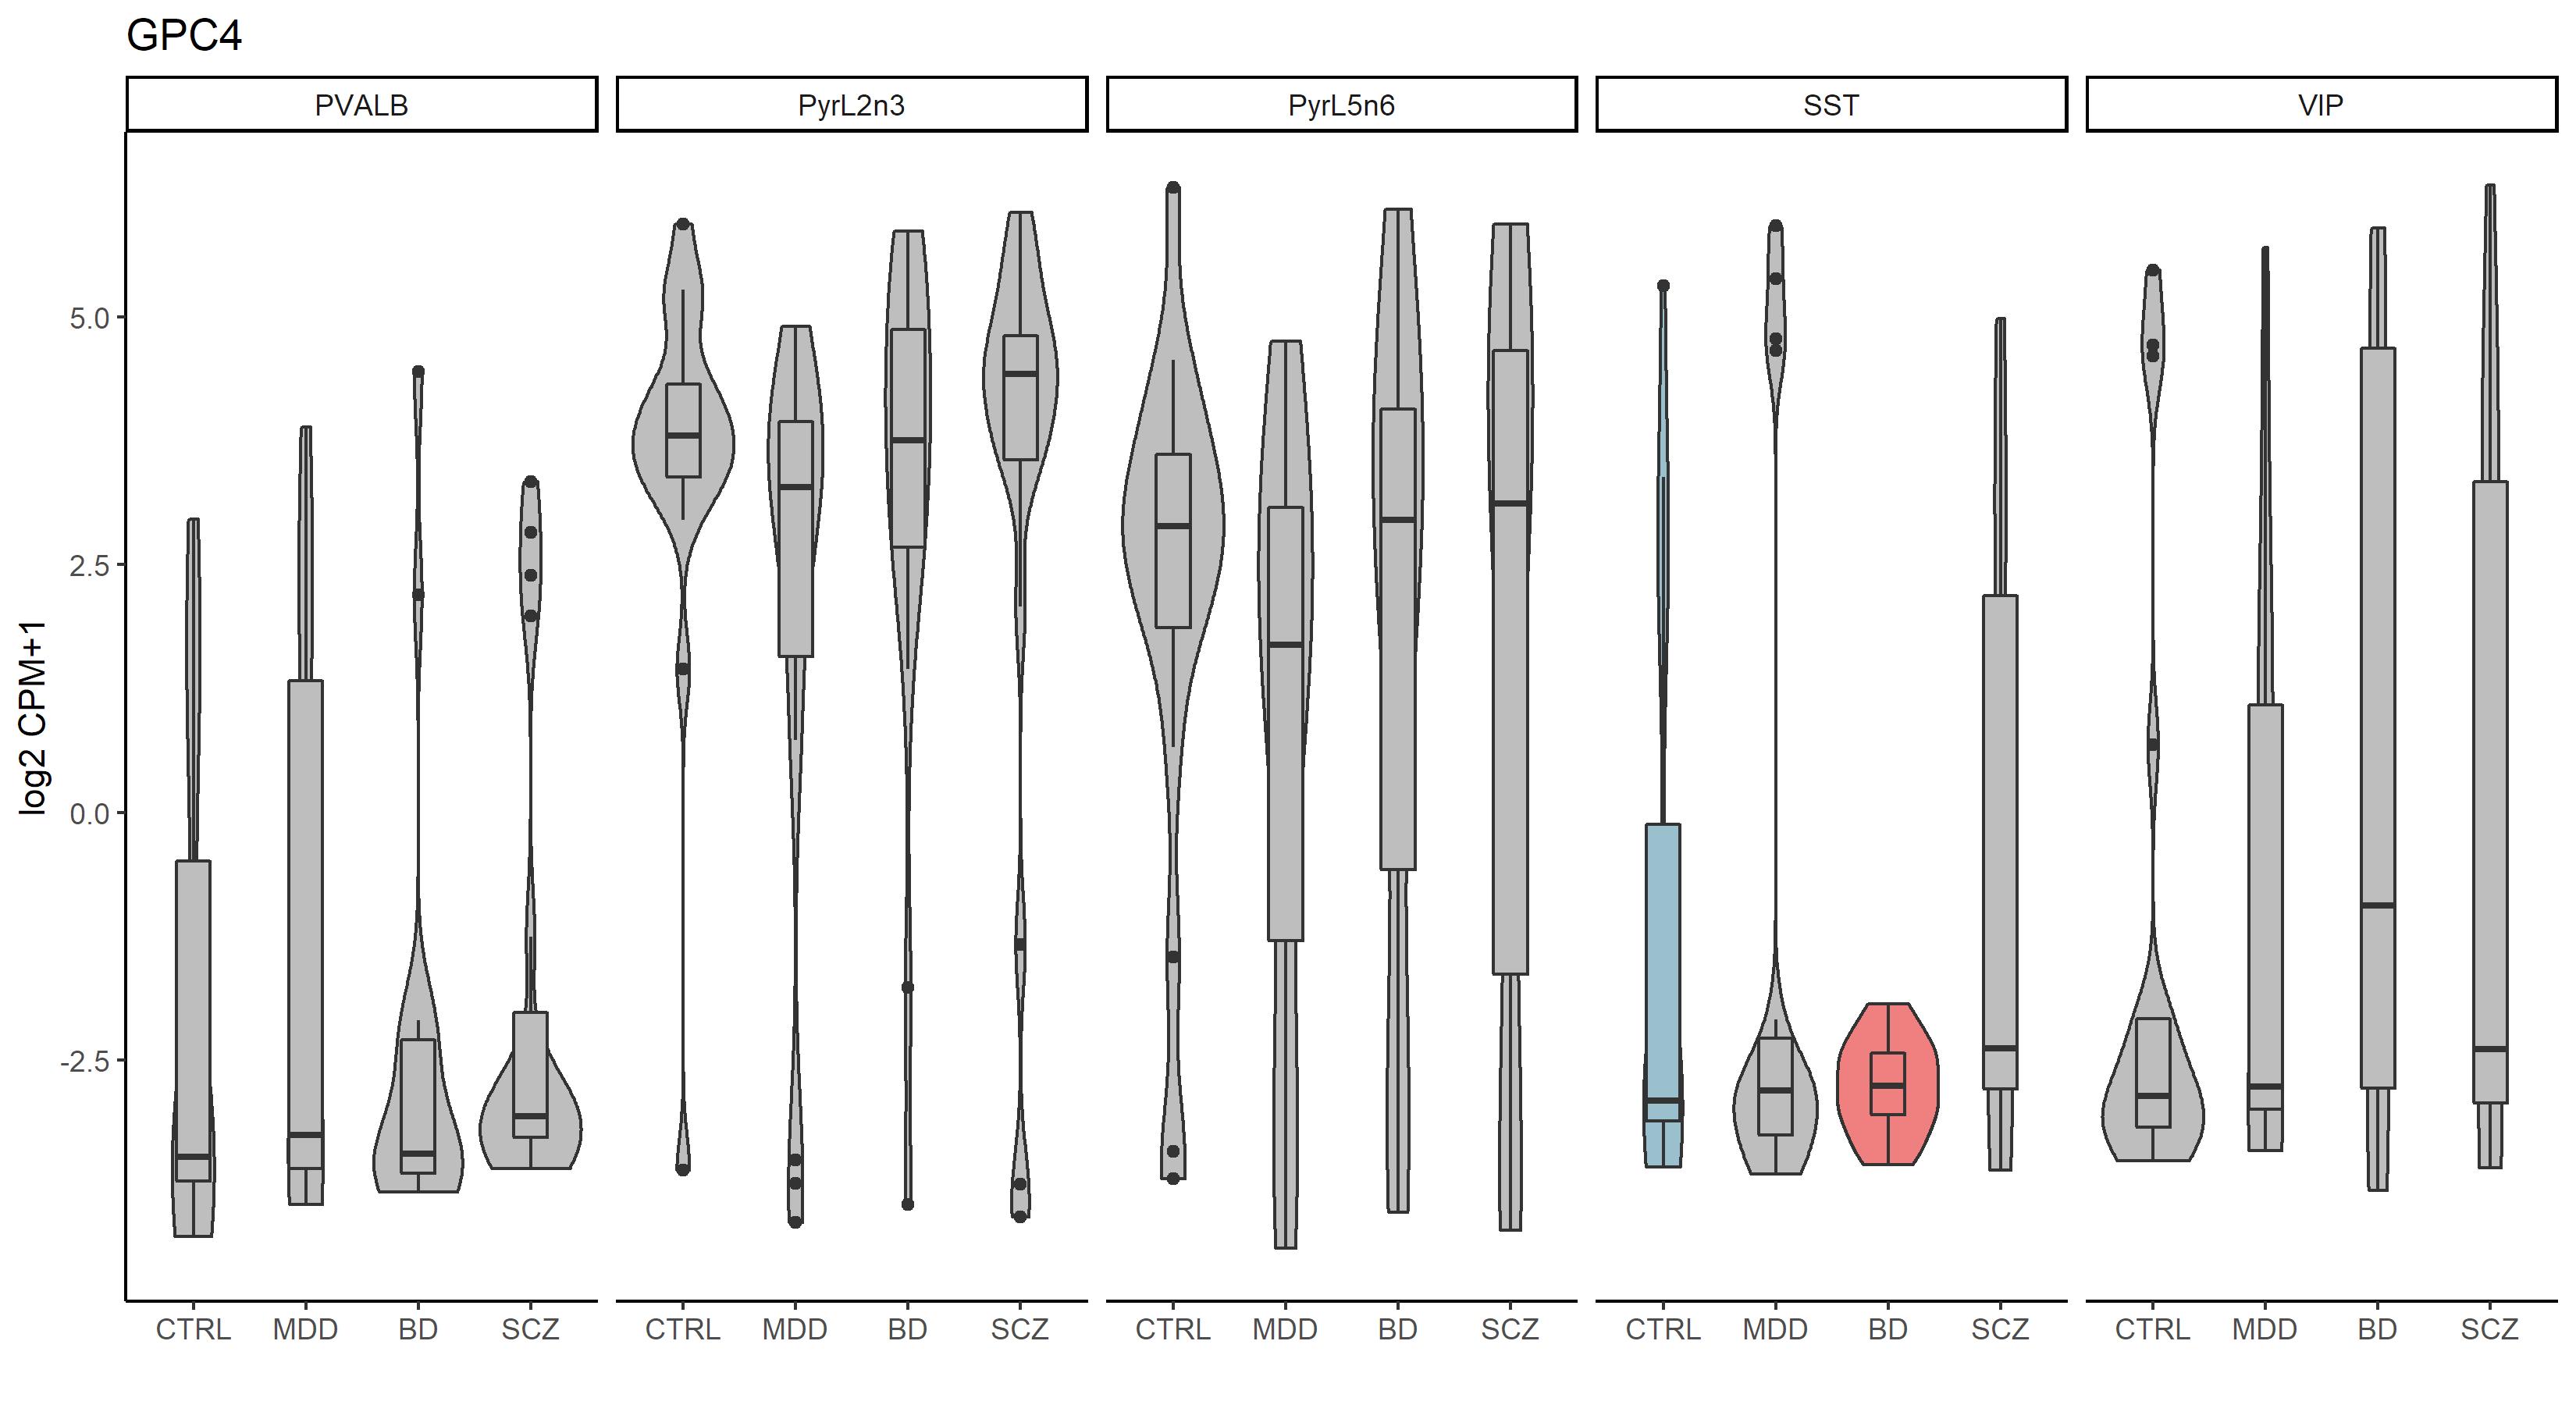 GPC4
PVALB PyrL2n3 PyrL5n6 SST VIP
log2 CPM+1
5.0
2.5
0.0
-2.5
CTRL MDD BD SCZ CTRL MDD BD SCZ CTRL MDD BD SCZ CTRL MDD BD SCZ CTRL MDD BD SCZ